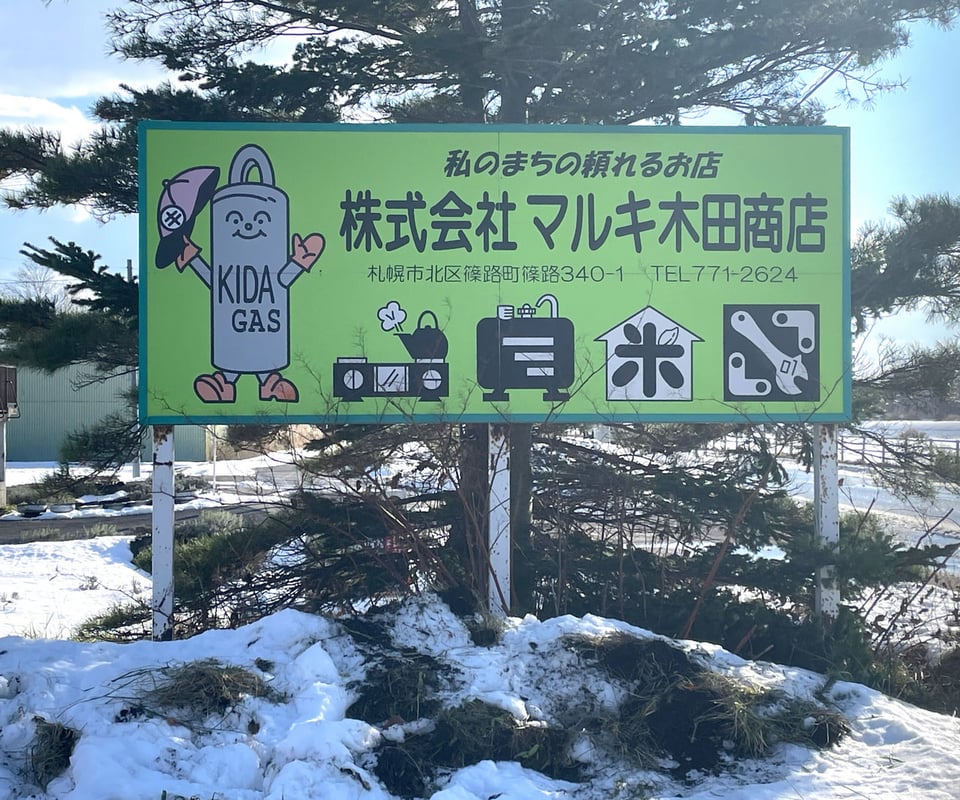 私のまちの頼れるお店
株式会社 マルキ木田商店
札幌市北区篠路町篠路340-1 TEL771-2624
KIDA
GAS
米